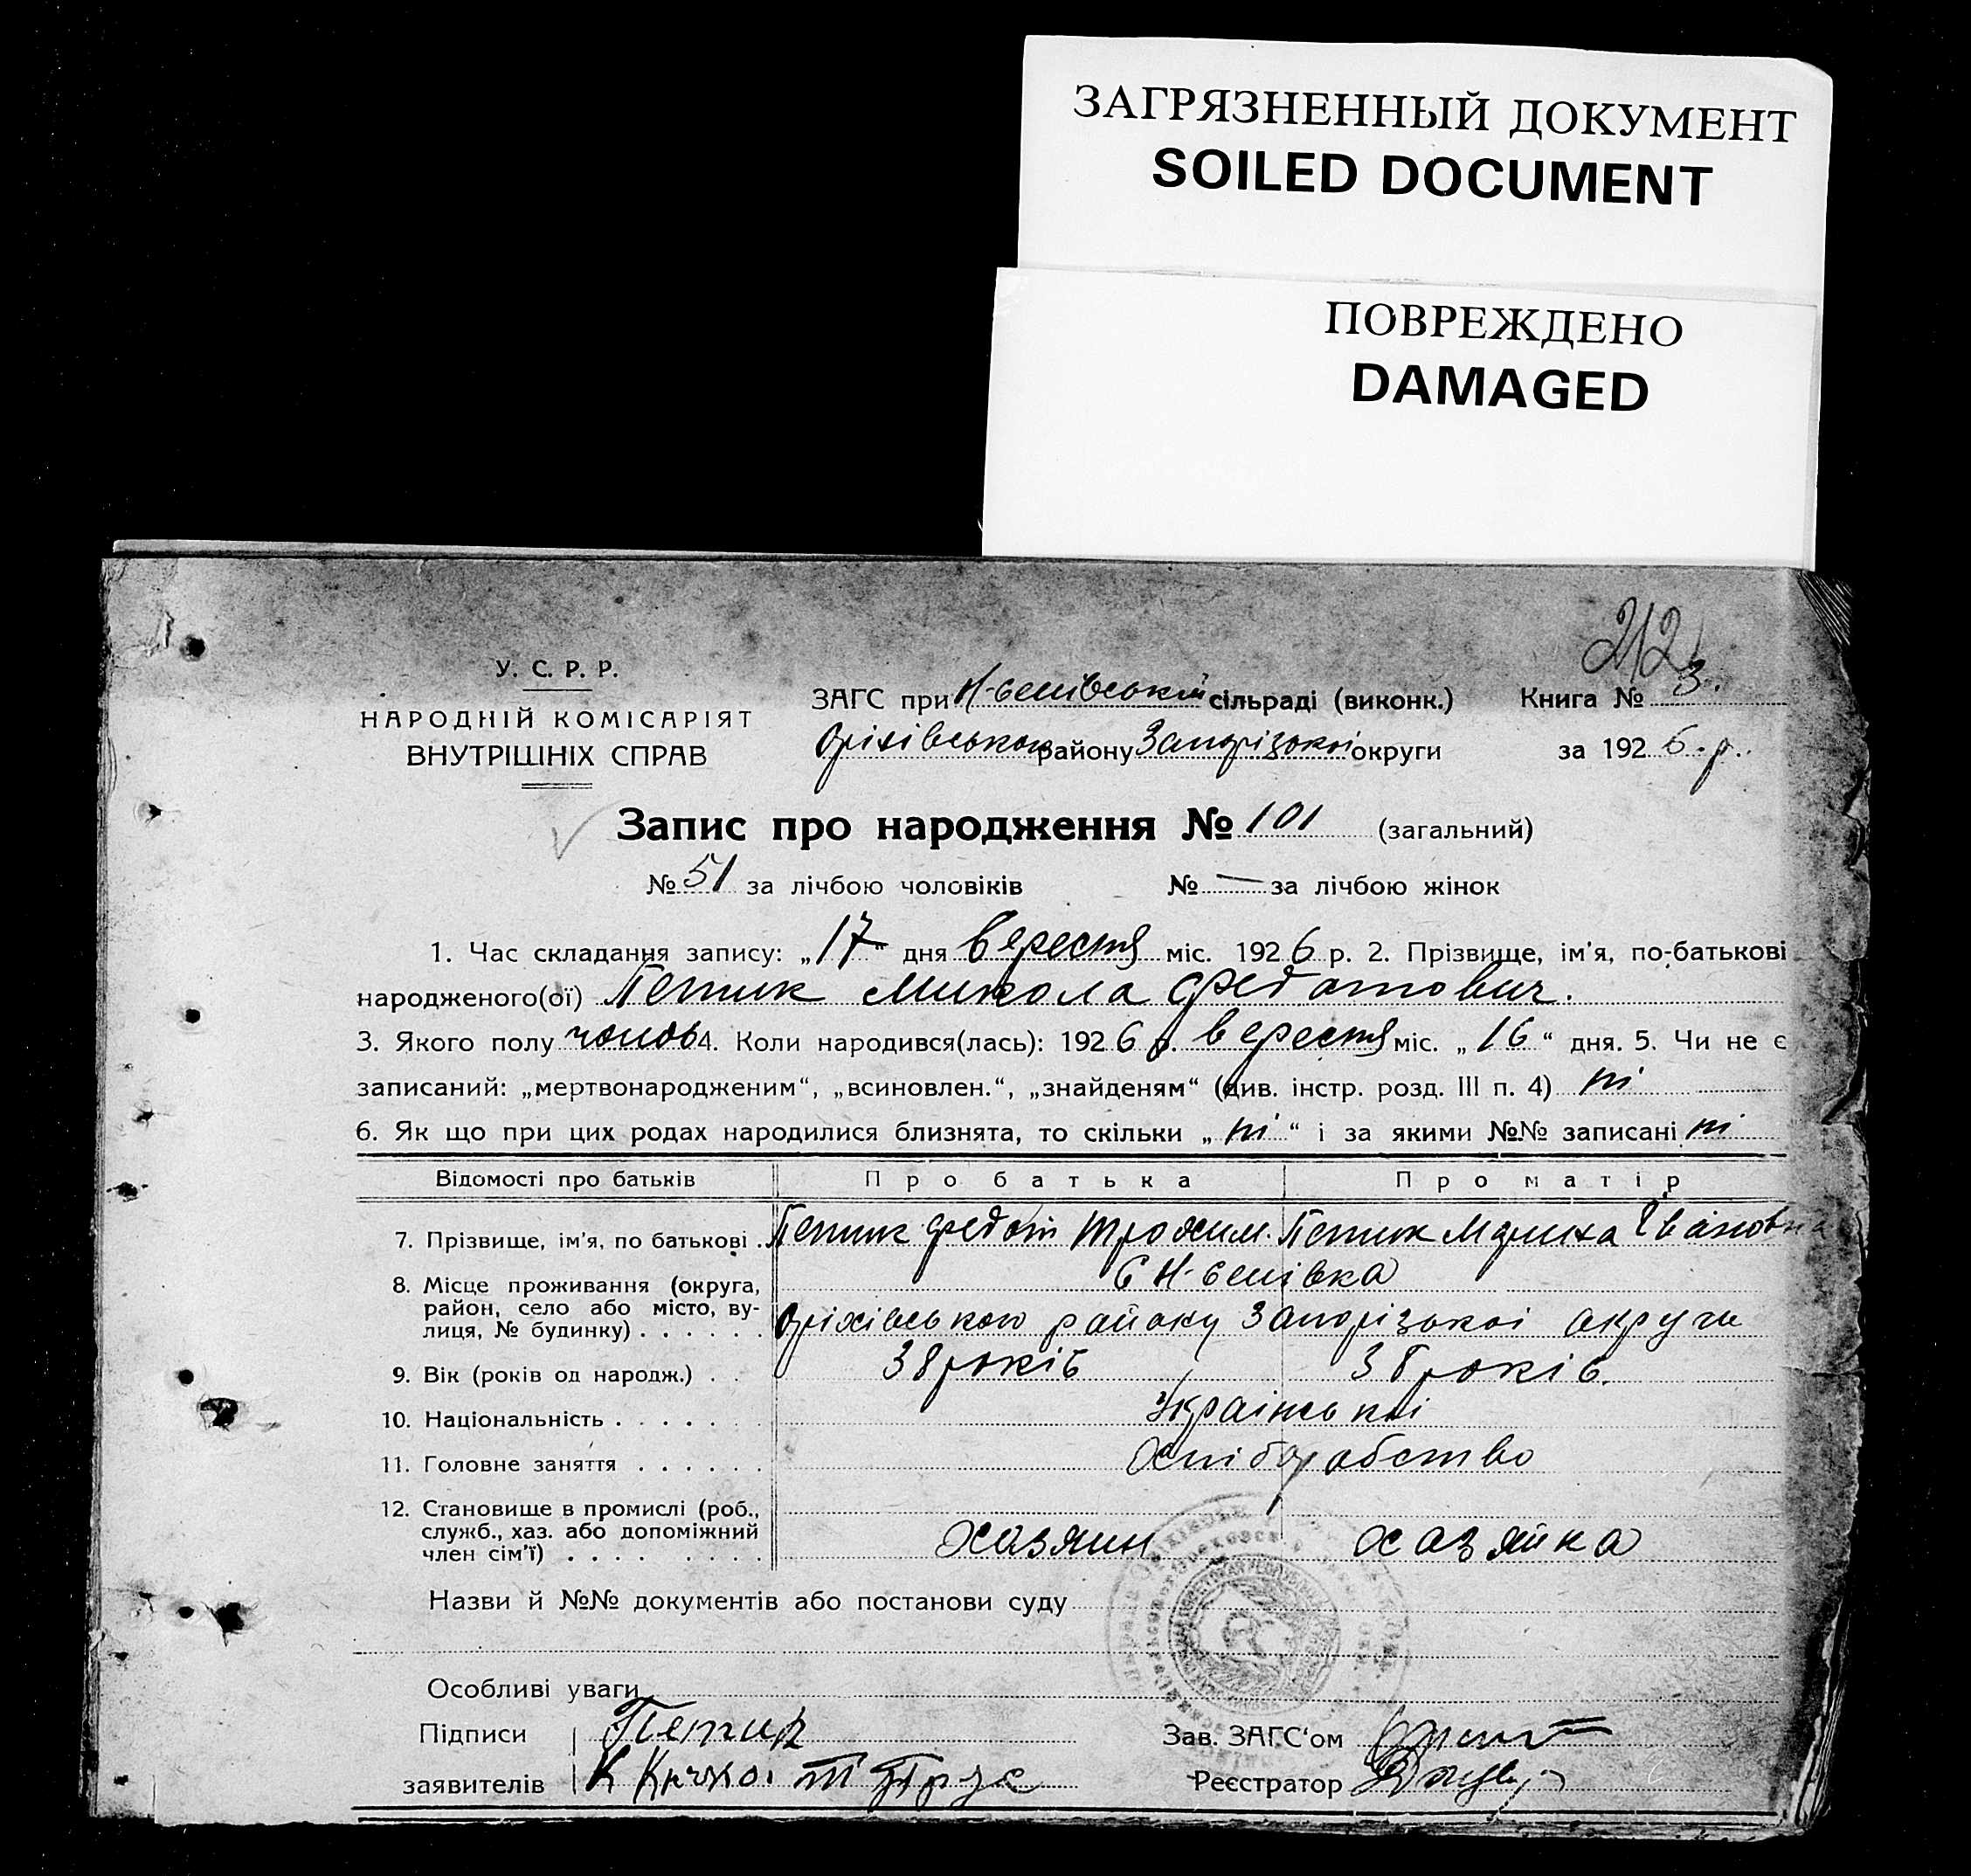 ЗАГРЯЗНЕННЫЙ ДОКУМЕНТ
SOILED DOCUMENT
ПОВРЕЖДЕНО
DAMAGED
212
У. С. Р. Р.
НАРОДНІЙ КОМІСАРІЯТ
ВНУТРІШНІХ СПРАВ
ЗАГС при сільраді (виконк.) Книга № 3.
Оріхівського району Запорізької округи за 1926 р.
Запис про народження № 101 (загальний)
№ 51 за лічбою чоловіків № — за лічбою жінок
1. Час складання запису: „17“ дня вересня міс. 1926 р. 2. Прізвище, ім'я, по-батькові
народженого(ої) Петик Микола Федотович.
3. Якого полу чолов 4. Коли народився(лась): 1926 р. вересня міс. „16“ дня. 5. Чи не є
записаний: „мертвонародженим“, „всиновлен.“, „знайденям“ (див. інстр. розд. III п. 4) ні
6. Як що при цих родах народилися близнята, то скільки „ні“ і за якими №№ записані ні
Відомості про батьків Про батька Про матір
7. Прізвище, ім'я, по батькові . Петик Федот Трохим. Петик Івановна
8. Місце проживання (округа,
район, село або місто, ву-
лиця, № будинку) . . . . . . Оріхівського району Запорізької округи
9. Вік (років од народж.) . . 38 років 38 років.
10. Національність . . . . . . . Українські
11. Головне заняття . . . . . . Хліборобство
12. Становище в промислі (роб.,
служб., хаз. або допоміжний
член сім'ї) . . . . . . . . . хазяин хазяйка
Назви й №№ документів або постанови суду
Особливі уваги
Підписи Петик Зав. ЗАГС'ом
заявителів Реєстратор